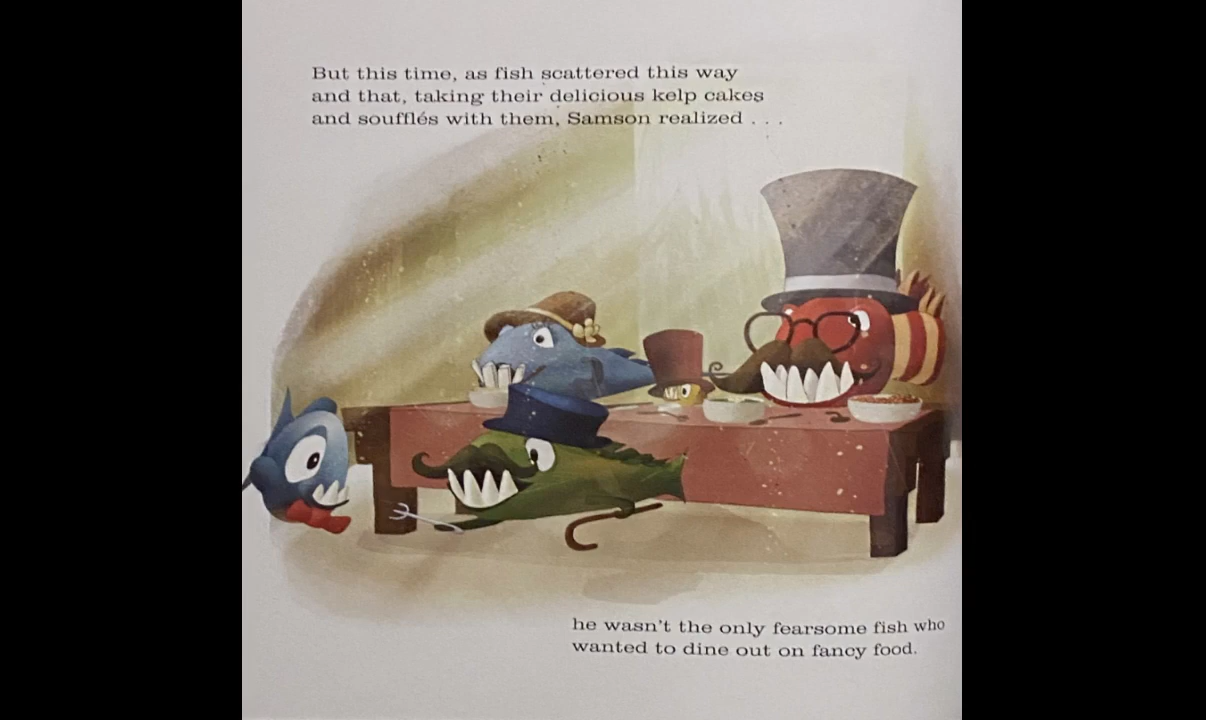 But this time, as fish scattered this way
and that, taking their delicious kelp cakes
and soufflés with them, Samson realized . . .
he wasn't the only fearsome fish who
wanted to dine out on fancy food.